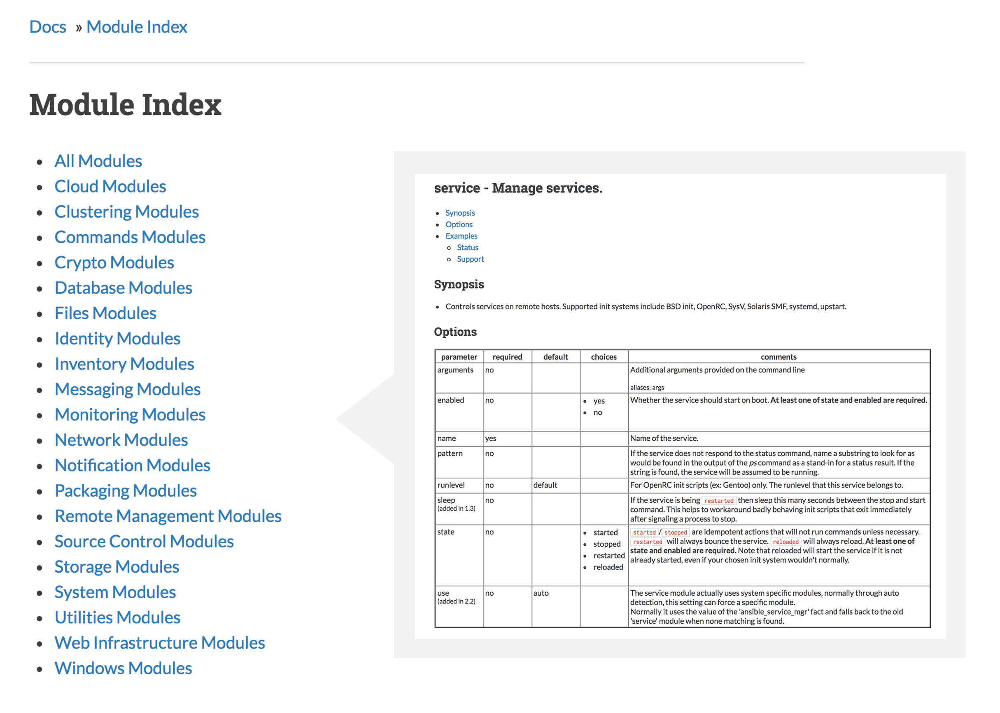 Docs » Module Index
Module Index
All Modules
Cloud Modules
Clustering Modules
Commands Modules
Crypto Modules
Database Modules
Files Modules
Identity Modules
Inventory Modules
Messaging Modules
Monitoring Modules
Network Modules
Notification Modules
Packaging Modules
Remote Management Modules
Source Control Modules
Storage Modules
System Modules
Utilities Modules
Web Infrastructure Modules
Windows Modules
service - Manage services.
Synopsis
Options
Examples
Status
Support
Synopsis
Controls services on remote hosts. Supported init systems include BSD init, OpenRC, SysV, Solaris SMF, systemd, upstart.
Options
parameter required default choices comments
arguments no Additional arguments provided on the command line
aliases: args
enabled no yes Whether the service should start on boot. At least one of state and enabled are required.
no
name yes Name of the service.
pattern no If the service does not respond to the status command, name a substring to look for as
would be found in the output of the ps command as a stand-in for a status result. If the
string is found, the service will be assumed to be running.
runlevel no default For OpenRC init scripts (ex: Gentoo) only. The runlevel that this service belongs to.
sleep no If the service is being restarted then sleep this many seconds between the stop and start
(added in 1.3) command. This helps to workaround badly behaving init scripts that exit immediately
after signaling a process to stop.
state no started started / stopped are idempotent actions that will not run commands unless necessary.
stopped restarted will always bounce the service. reloaded will always reload. At least one of
restarted state and enabled are required. Note that reloaded will start the service if it is not
reloaded already started, even if your chosen init system wouldn't normally.
use no auto The service module actually uses system specific modules, normally through auto
(added in 2.2) detection, this setting can force a specific module.
Normally it uses the value of the 'ansible_service_mgr' fact and falls back to the old
'service' module when none matching is found.